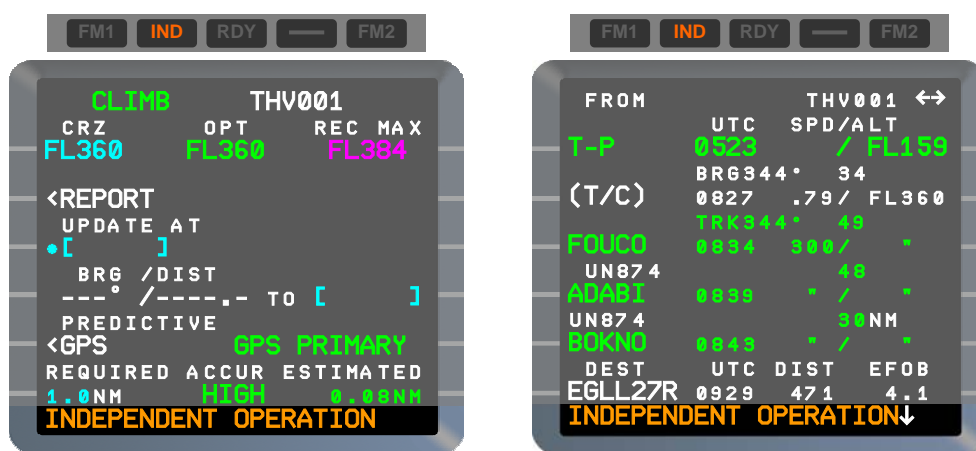 FM1 IND RDY — FM2
CLIMB THV001
CRZ OPT REC MAX
FL360 FL360 FL384
<REPORT
UPDATE AT
*[ ]
BRG /DIST
---° /----.- TO [ ]
PREDICTIVE
<GPS GPS PRIMARY
REQUIRED ACCUR ESTIMATED
1.0NM HIGH 0.08NM
INDEPENDENT OPERATION
FM1 IND RDY — FM2
FROM THV001 ↔
UTC SPD/ALT
T-P 0523 / FL159
BRG344° 34
(T/C) 0827 .79/ FL360
TRK344° 49
FOUCO 0834 300/ "
UN874 48
ADABI 0839 " / "
UN874 30NM
BOKNO 0843 " / "
DEST UTC DIST EFOB
EGLL27R 0929 471 4.1
INDEPENDENT OPERATION↓